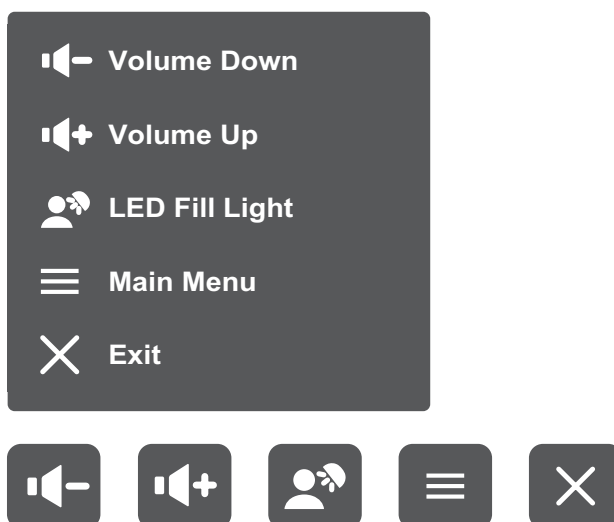 Volume Down
Volume Up
LED Fill Light
Main Menu
Exit